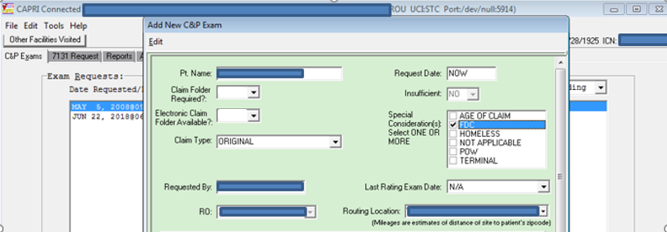 CAPRI Connected ROU UCI:STC Port:/dev/null:5914)
File Edit Tools
Other Facilities Visited
/28/1925 ICN:
C&P Exams 7131 Request Reports
Exam Requests:
Date Requested/
ding
MAY 8, 2008@0
JUN 22, 2018@0
Add New C&P Exam
Edit
Pt. Name:
Request Date: NOW
Claim Folder Required?:
Insufficient: NO
Electronic Claim Folder Available?:
Special Consideration(s): Select ONE OR MORE
AGE OF CLAIM
FDC
HOMELESS
NOT APPLICABLE
POW
TERMINAL
Claim Type: ORIGINAL
Requested By:
Last Rating Exam Date: N/A
RO:
Routing Location:
(Mileages are estimates of distance of site to patient's zipcode)